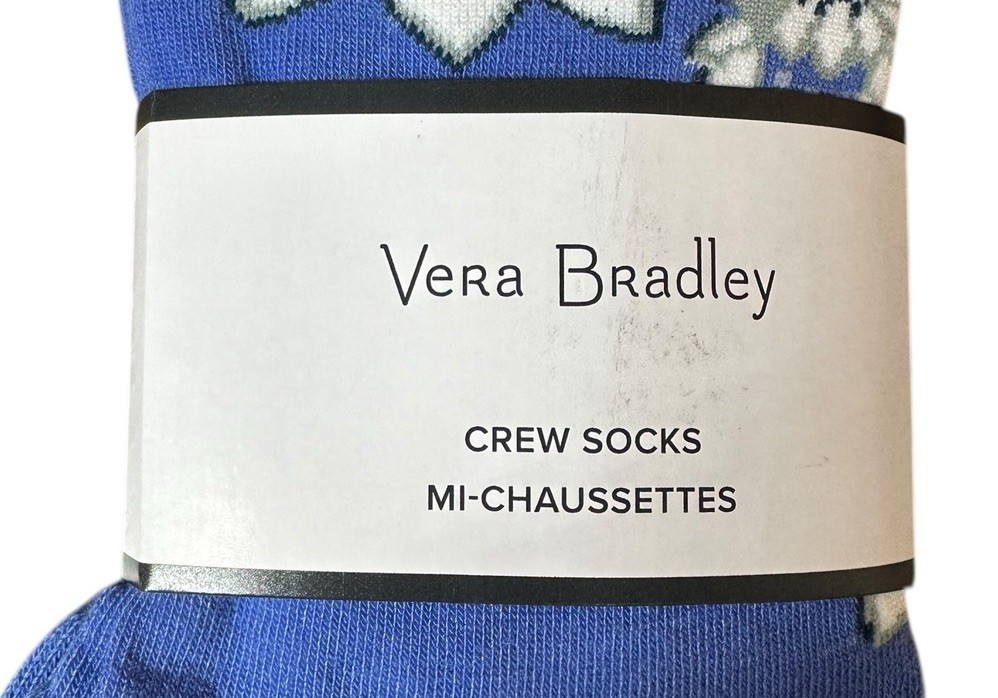 Vera Bradley
CREW SOCKS
MI-CHAUSSETTES